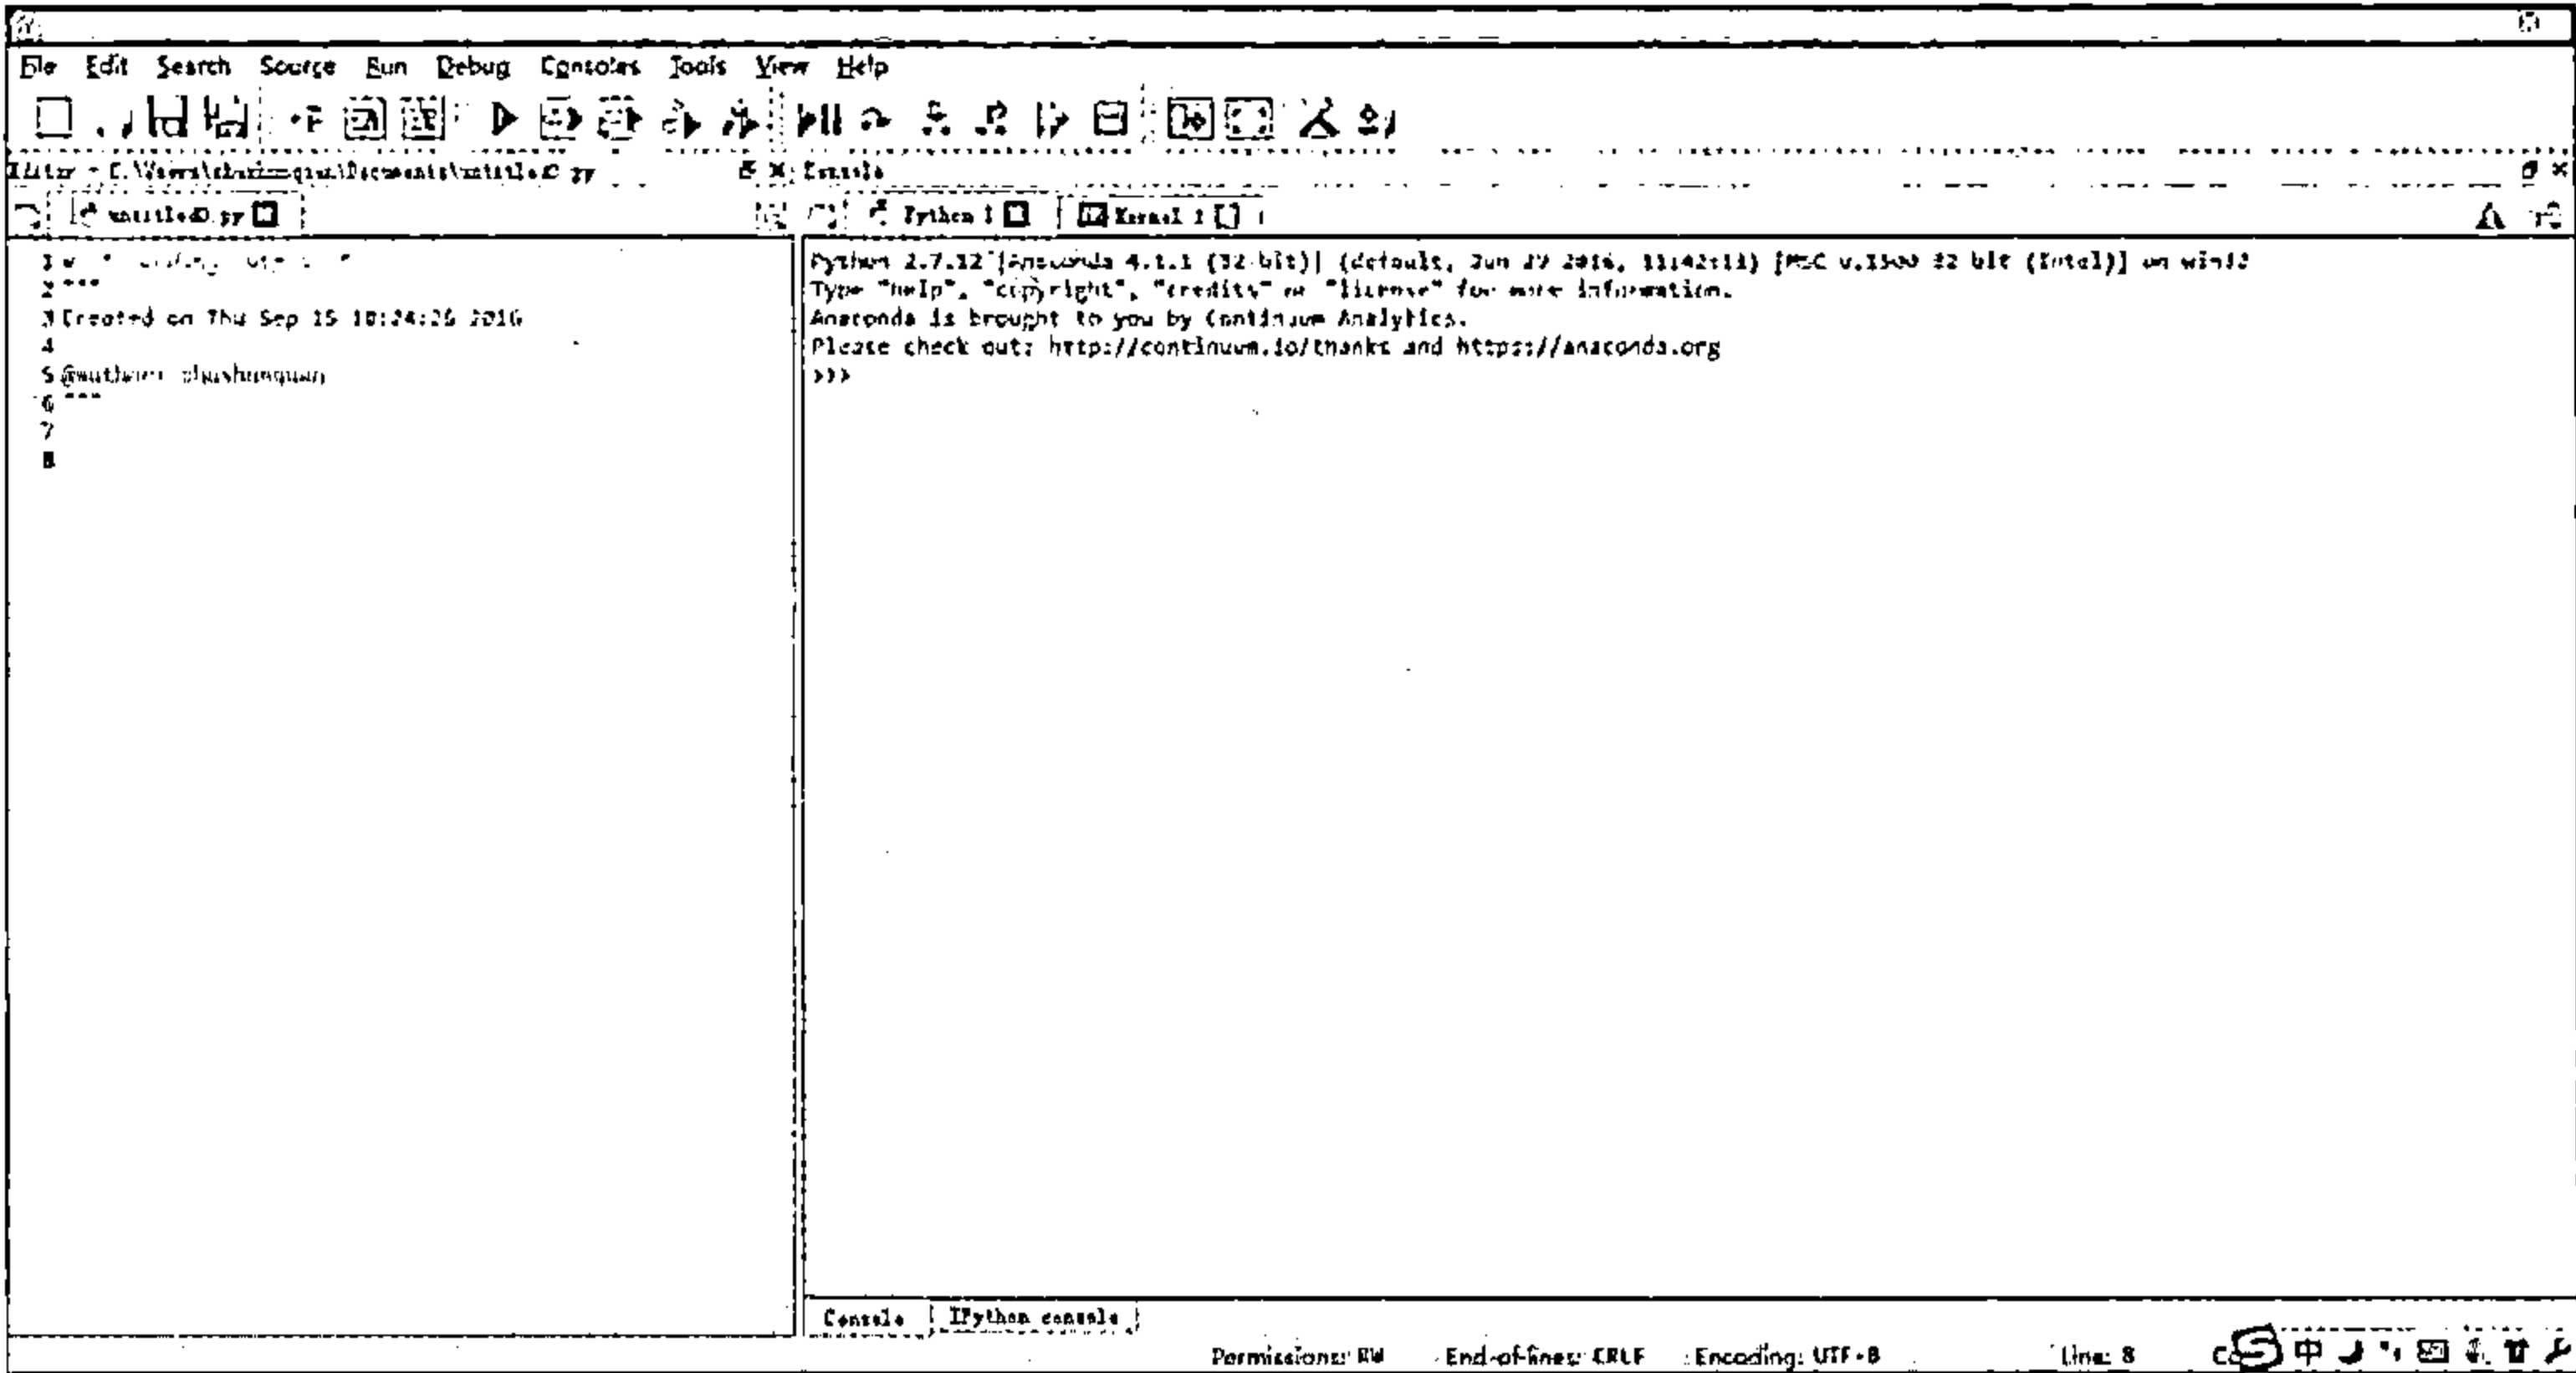 File Edit Search Source Run Debug Consoles Tools View Help
untitled0.py
Console
Python 1
Kernel 1
1
2 """
3 Created on Thu Sep 15 10:24:26 2016
4
5 @author:
6 """
7
8
Python 2.7.12 |Anaconda 4.1.1 (32-bit)| (default, Jun 29 2016, 11:42:11) [MSC v.1500 32 bit (Intel)] on win32
Type "help", "copyright", "credits" or "license" for more information.
Anaconda is brought to you by Continuum Analytics.
Please check out: http://continuum.io/thanks and https://anaconda.org
>>>
Console IPython console
Permissions: RW End-of-lines: CRLF Encoding: UTF-8 Line: 8 中